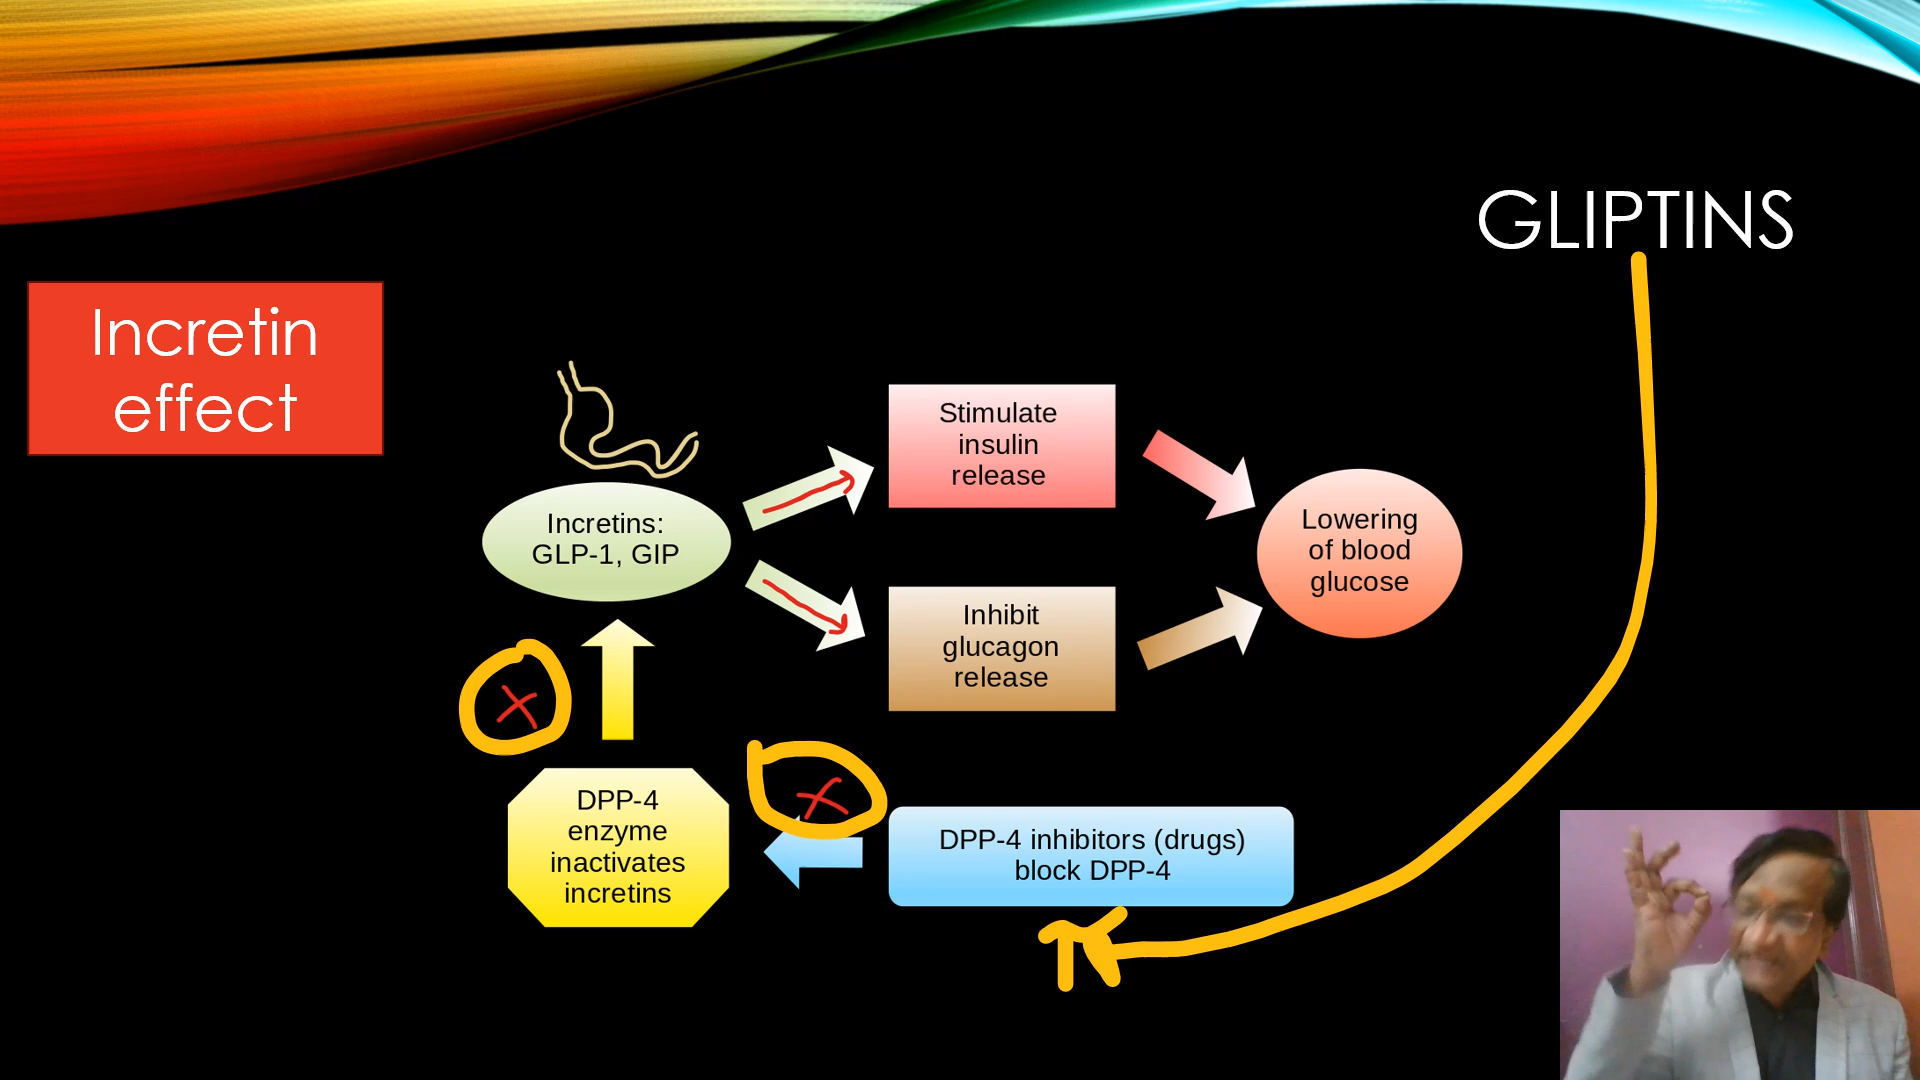 GLIPTINS
Incretin
effect
Stimulate
insulin
release
Incretins:
GLP-1, GIP
Lowering
of blood
glucose
Inhibit
glucagon
release
DPP-4
enzyme
inactivates
incretins
DPP-4 inhibitors (drugs)
block DPP-4